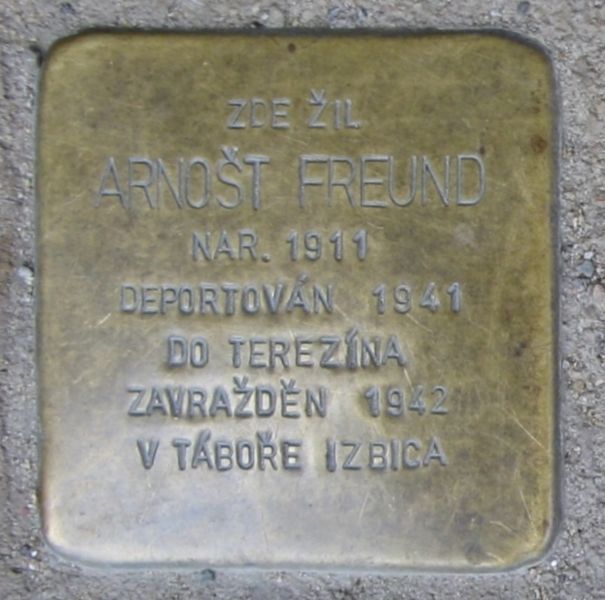 ZDE ŽIL
ARNOŠT FREUND
NAR. 1911
DEPORTOVÁN 1941
DO TEREZÍNA
ZAVRAŽDĚN 1942
V TÁBOŘE IZBICA